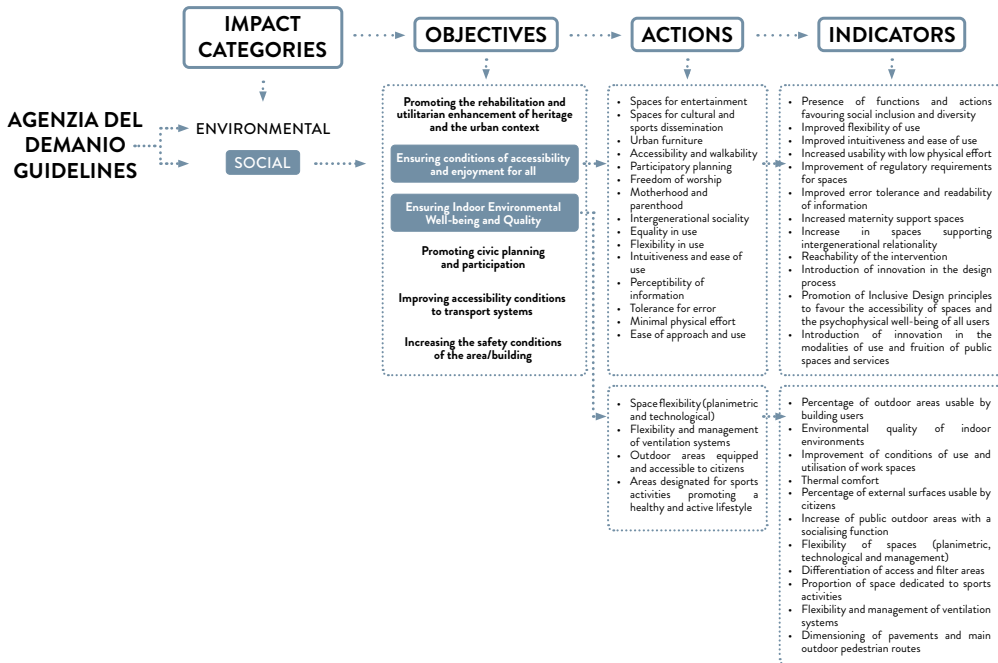 IMPACT
CATEGORIES
OBJECTIVES
ACTIONS
INDICATORS
AGENZIA DEL
DEMANIO
GUIDELINES
ENVIRONMENTAL
SOCIAL
Promoting the rehabilitation and
utilitarian enhancement of heritage
and the urban context
Ensuring conditions of accessibility
and enjoyment for all
Ensuring Indoor Environmental
Well-being and Quality
Promoting civic planning
and participation
Improving accessibility conditions
to transport systems
Increasing the safety conditions
of the area/building
• Spaces for entertainment
• Spaces for cultural and
sports dissemination
• Urban furniture
• Accessibility and walkability
• Participatory planning
• Freedom of worship
• Motherhood and
parenthood
• Intergenerational sociality
• Equality in use
• Flexibility in use
• Intuitiveness and ease of
use
• Perceptibility of
information
• Tolerance for error
• Minimal physical effort
• Ease of approach and use
• Presence of functions and actions
favouring social inclusion and diversity
• Improved flexibility of use
• Improved intuitiveness and ease of use
• Increased usability with low physical effort
• Improvement of regulatory requirements
for spaces
• Improved error tolerance and readability
of information
• Increased maternity support spaces
• Increase in spaces supporting
intergenerational relationality
• Reachability of the intervention
• Introduction of innovation in the design
process
• Promotion of Inclusive Design principles
to favour the accessibility of spaces and
the psychophysical well-being of all users
• Introduction of innovation in the
modalities of use and fruition of public
spaces and services
• Space flexibility (planimetric
and technological)
• Flexibility and management
of ventilation systems
• Outdoor areas equipped
and accessible to citizens
• Areas designated for sports
activities promoting a
healthy and active lifestyle
• Percentage of outdoor areas usable by
building users
• Environmental quality of indoor
environments
• Improvement of conditions of use and
utilisation of work spaces
• Thermal comfort
• Percentage of external surfaces usable by
citizens
• Increase of public outdoor areas with a
socialising function
• Flexibility of spaces (planimetric,
technological and management)
• Differentiation of access and filter areas
• Proportion of space dedicated to sports
activities
• Flexibility and management of ventilation
systems
• Dimensioning of pavements and main
outdoor pedestrian routes